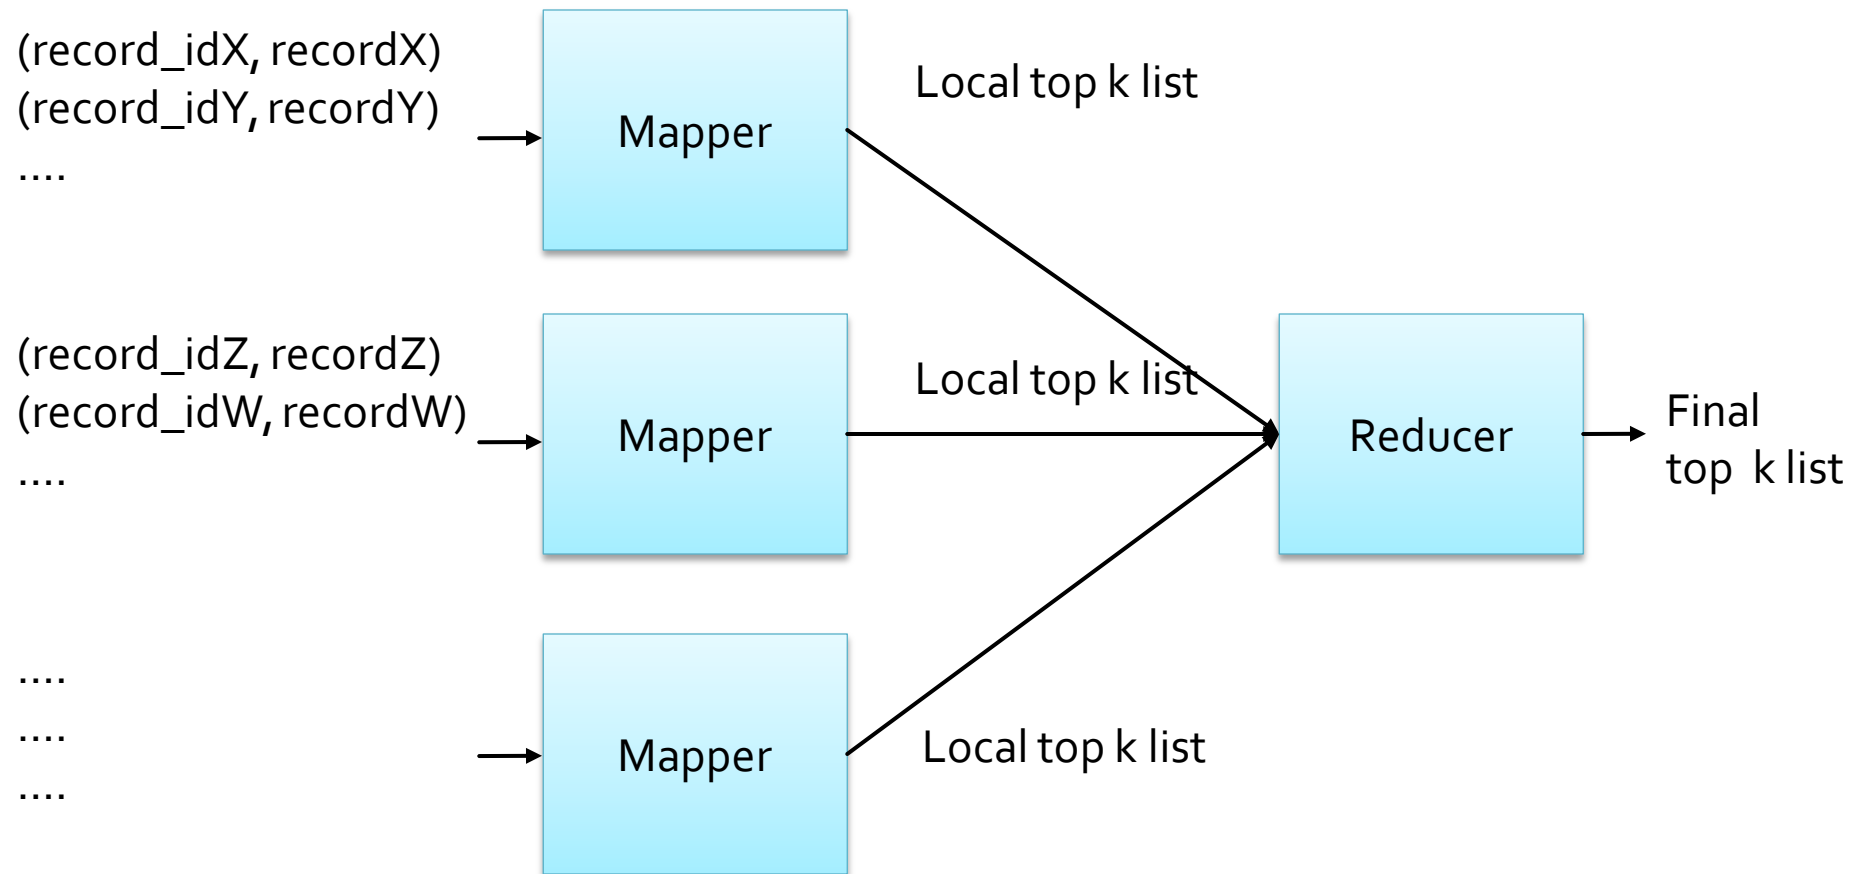 (record_idX, recordX)
(record_idY, recordY)
....
Mapper
Local top k list
(record_idZ, recordZ)
(record_idW, recordW)
....
Mapper
Local top k list
Reducer
Final
top k list
....
....
....
Mapper
Local top k list